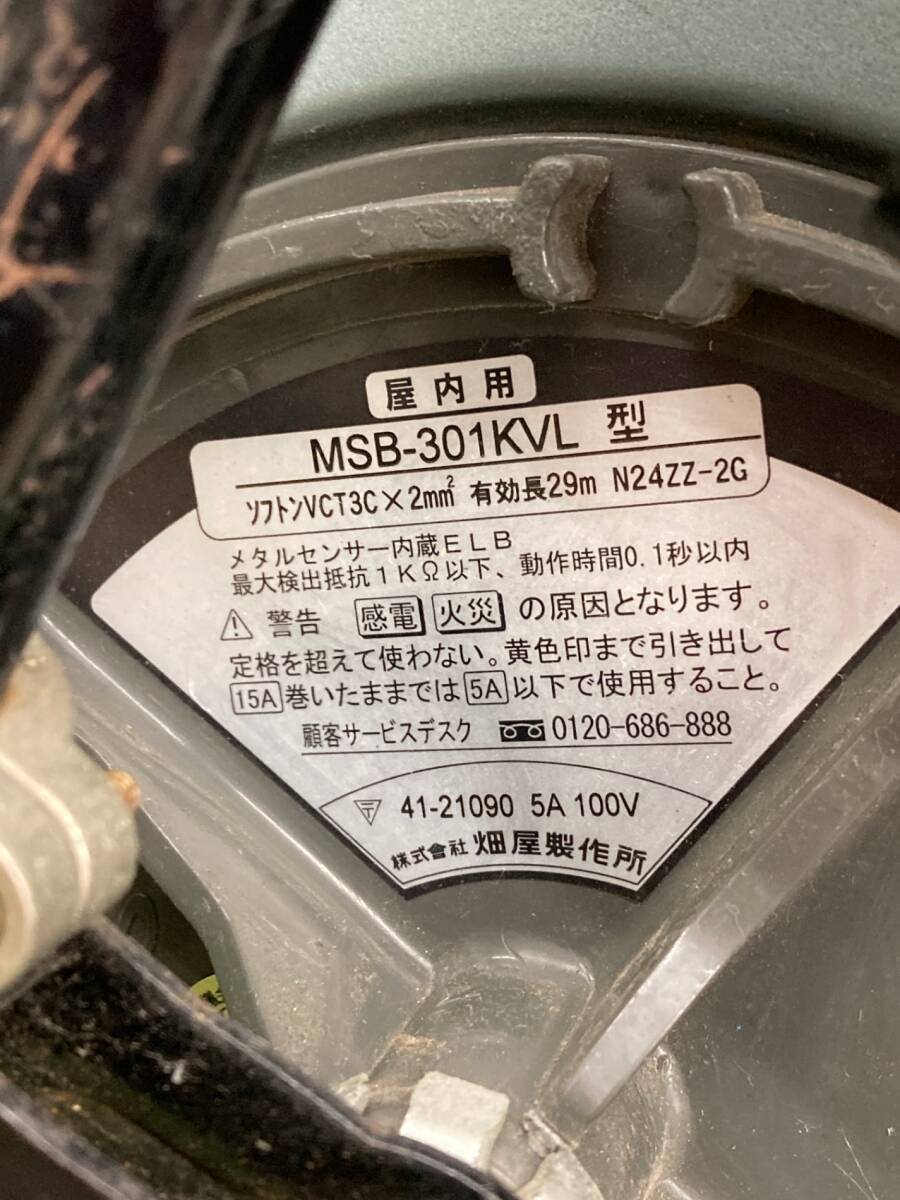 屋内用
MSB-301KVL 型
ソフトンVCT3C×2mm² 有効長29m N24ZZ-2G
メタルセンサー内蔵ELB
最大検出抵抗1KΩ以下、動作時間0.1秒以内
⚠ 警告 感電 火災 の原因となります。
定格を超えて使わない。黄色印まで引き出して
15A 巻いたままでは 5A 以下で使用すること。
顧客サービスデスク 0120-686-888
41-21090 5A 100V
株式会社 畑屋製作所